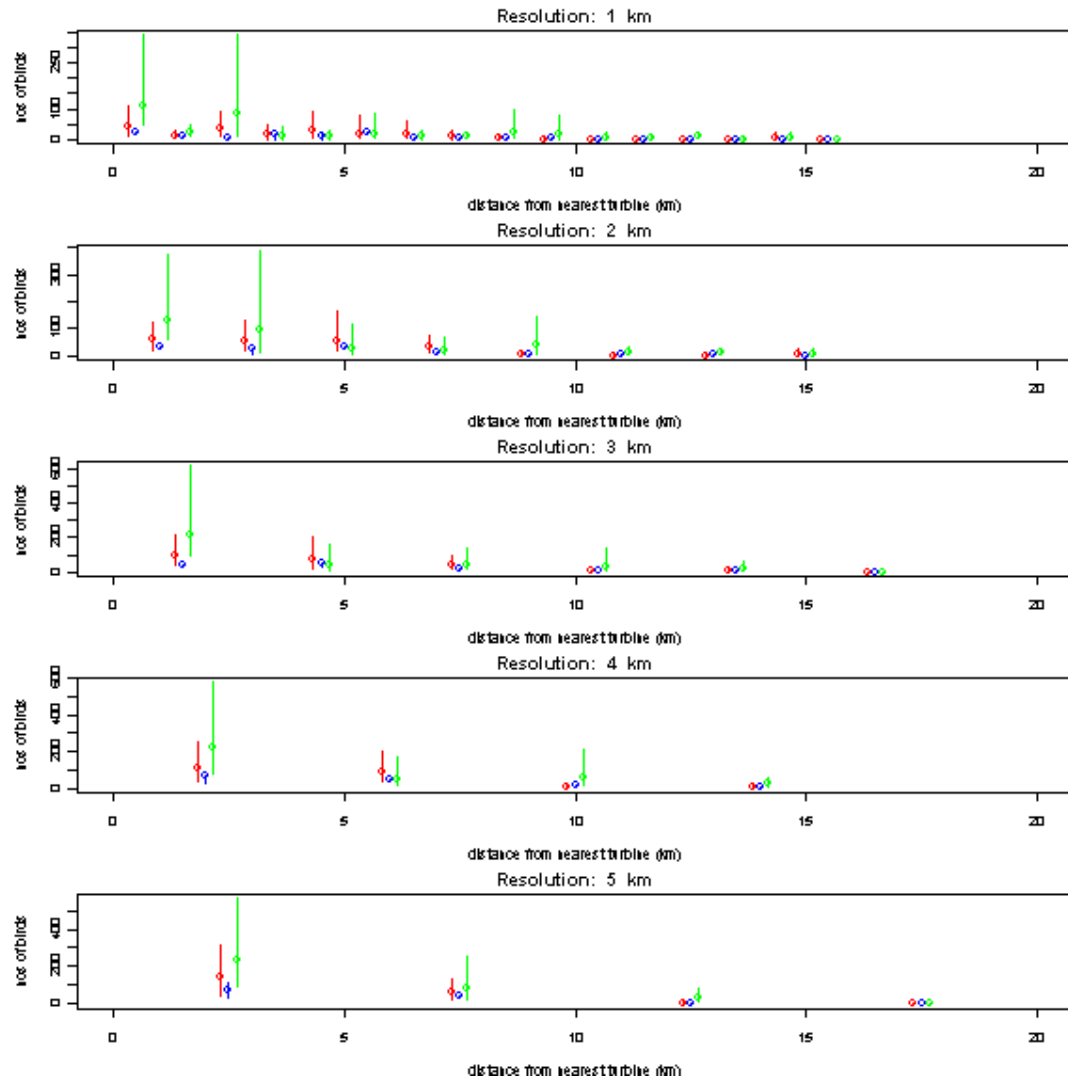 Resolution: 1 km
nos of birds
0 100 250
0 5 10 15 20
distance from nearest turbine (km)
Resolution: 2 km
nos of birds
0 100 300
0 5 10 15 20
distance from nearest turbine (km)
Resolution: 3 km
nos of birds
0 200 400 600
0 5 10 15 20
distance from nearest turbine (km)
Resolution: 4 km
nos of birds
0 200 400 600
0 5 10 15 20
distance from nearest turbine (km)
Resolution: 5 km
nos of birds
0 200 400
0 5 10 15 20
distance from nearest turbine (km)